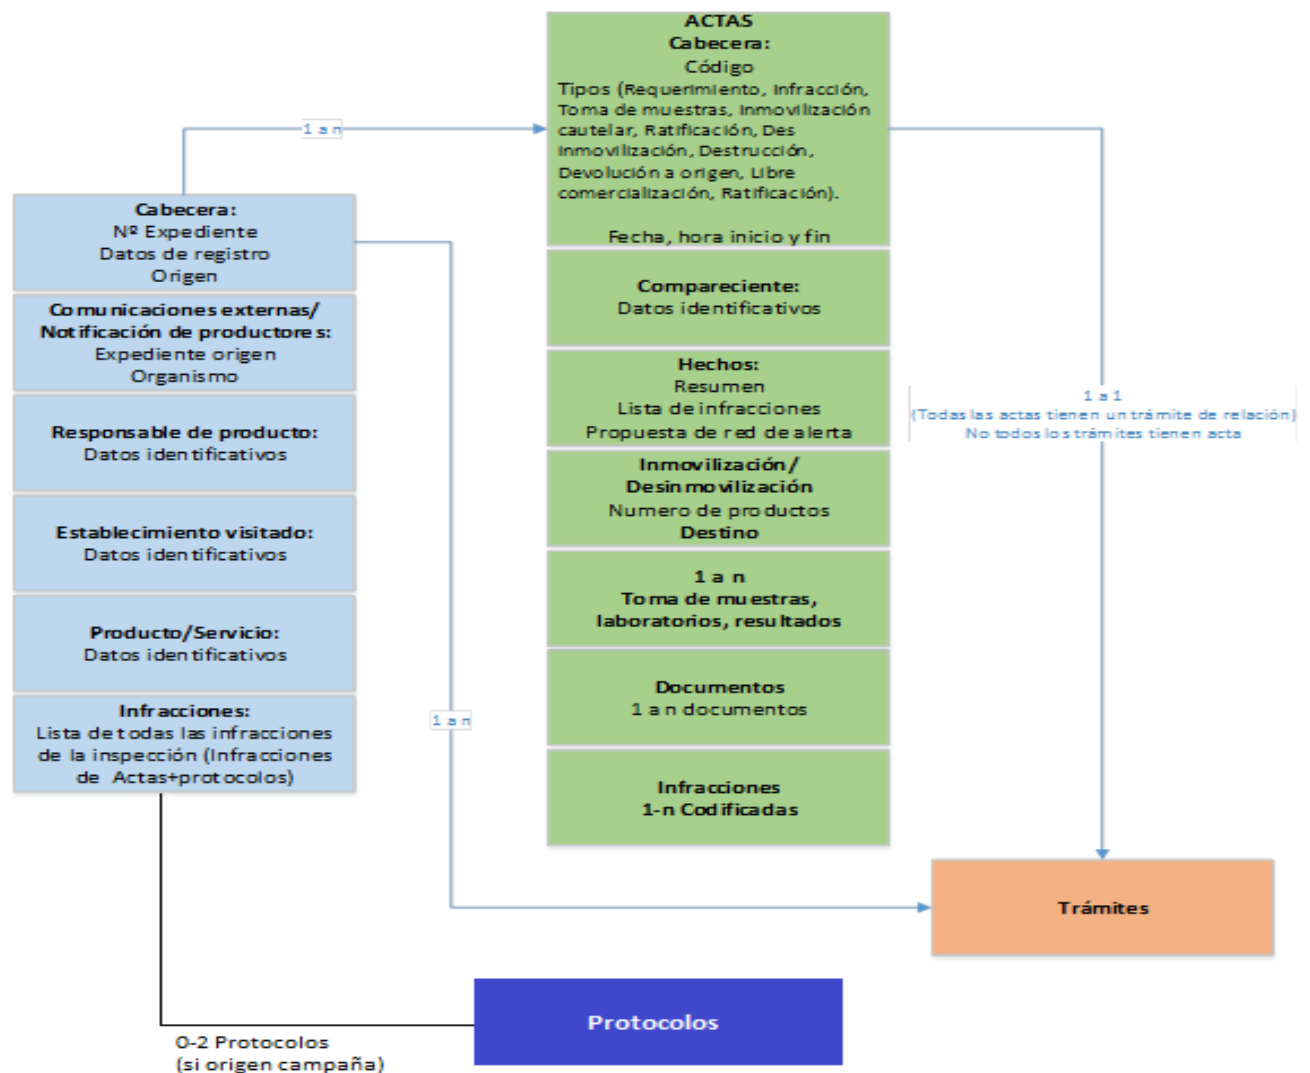 ACTAS
Cabecera:
Código
Tipos (Requerimiento, Infracción,
Toma de muestras, Inmovilización
cautelar, Ratificación, Des
Inmovilización, Destrucción,
Devolución a origen, Libre
comercialización, Ratificación).
Fecha, hora inicio y fin
Compareciente:
Datos identificativos
Hechos:
Resumen
Lista de infracciones
Propuesta de red de alerta
Inmovilización/
Desinmovilización
Numero de productos
Destino
1 a n
Toma de muestras,
laboratorios, resultados
Documentos
1 a n documentos
Infracciones
1-n Codificadas
1 a n
Cabecera:
Nº Expediente
Datos de registro
Origen
Comunicaciones externas/
Notificación de productores:
Expediente origen
Organismo
Responsable de producto:
Datos identificativos
Establecimiento visitado:
Datos identificativos
Producto/Servicio:
Datos identificativos
Infracciones:
Lista de todas las infracciones
de la inspección (Infracciones
de Actas+protocolos)
1 a n
1 a 1
(Todas las actas tienen un trámite de relación)
No todos los trámites tienen acta
Trámites
Protocolos
0-2 Protocolos
(si origen campaña)